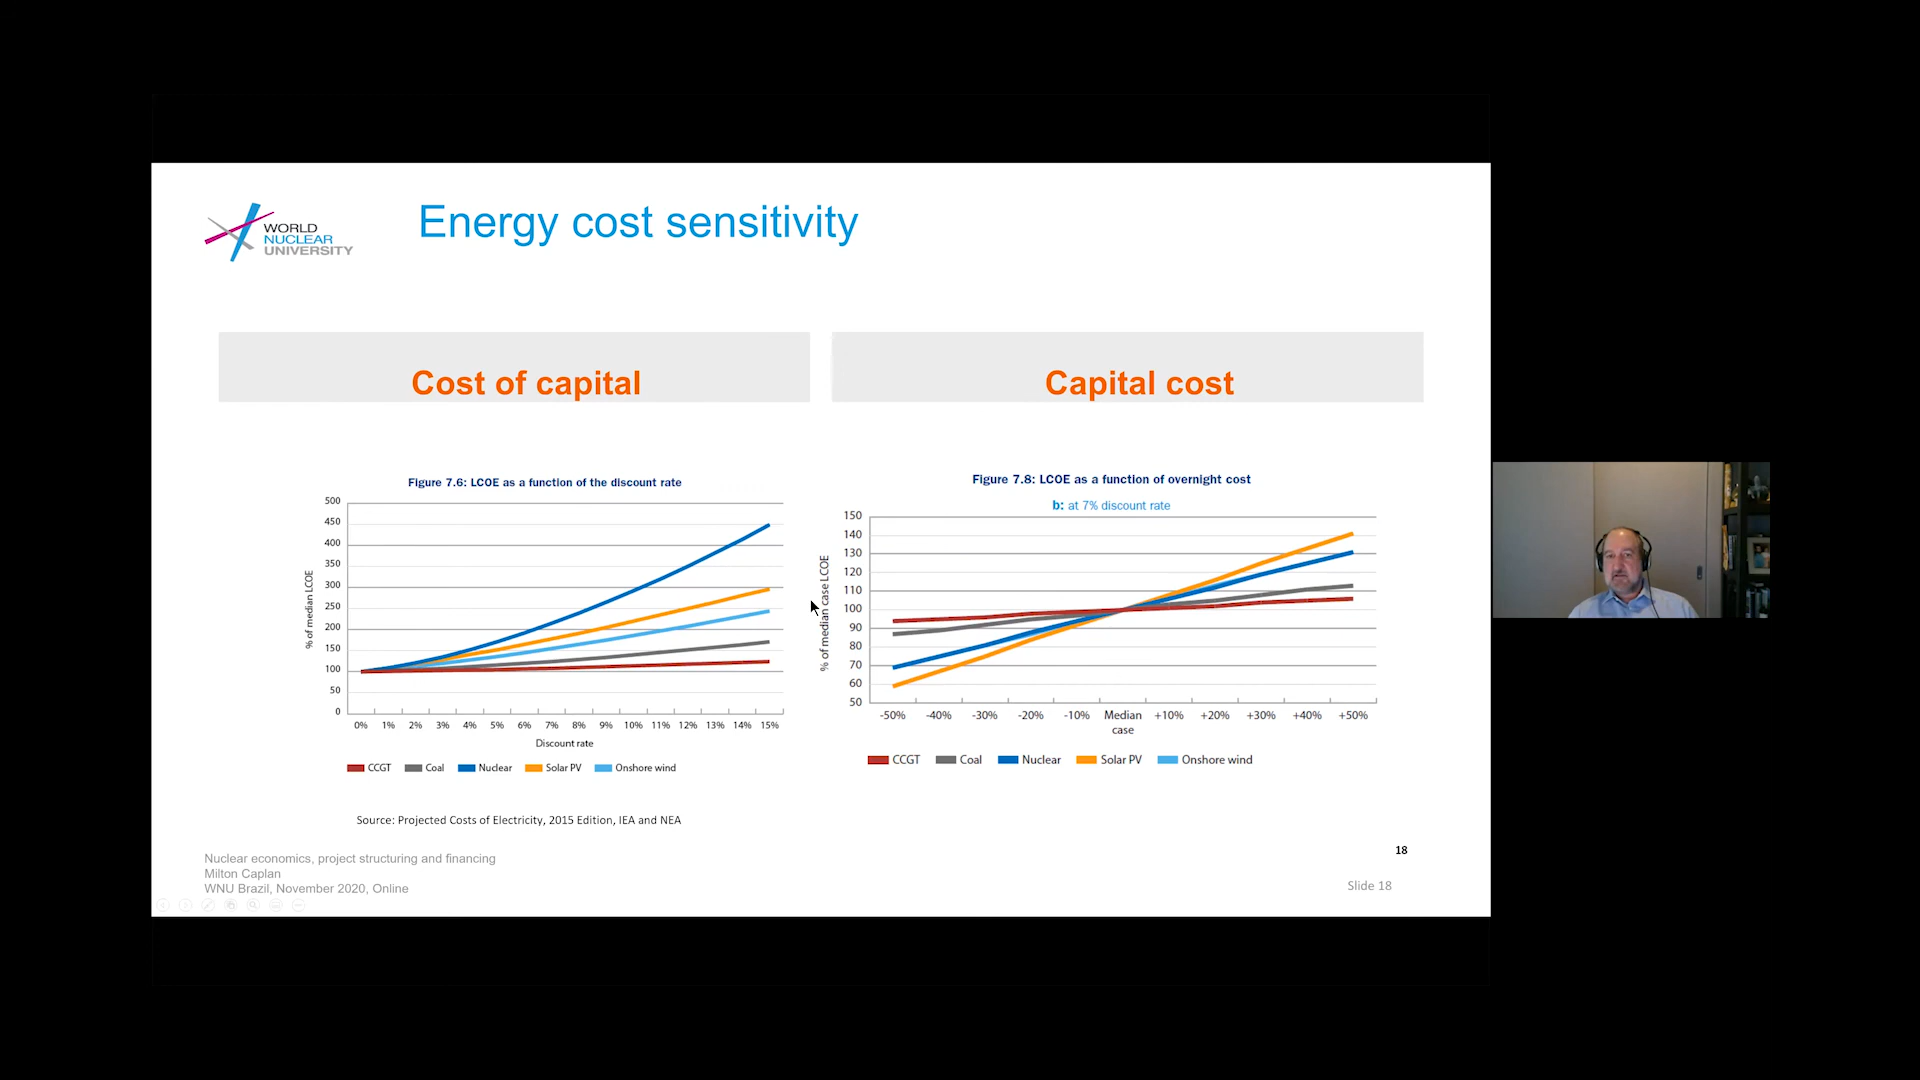 WORLD
NUCLEAR
UNIVERSITY
Energy cost sensitivity
Cost of capital
Capital cost
Figure 7.6: LCOE as a function of the discount rate
% of median LCOE
500
450
400
350
300
250
200
150
100
50
0
0% 1% 2% 3% 4% 5% 6% 7% 8% 9% 10% 11% 12% 13% 14% 15%
Discount rate
CCGT Coal Nuclear Solar PV Onshore wind
Source: Projected Costs of Electricity, 2015 Edition, IEA and NEA
Figure 7.8: LCOE as a function of overnight cost
b: at 7% discount rate
% of median case LCOE
150
140
130
120
110
100
90
80
70
60
50
-50% -40% -30% -20% -10% Median case +10% +20% +30% +40% +50%
CCGT Coal Nuclear Solar PV Onshore wind
18
Nuclear economics, project structuring and financing
Milton Caplan
WNU Brazil, November 2020, Online
Slide 18